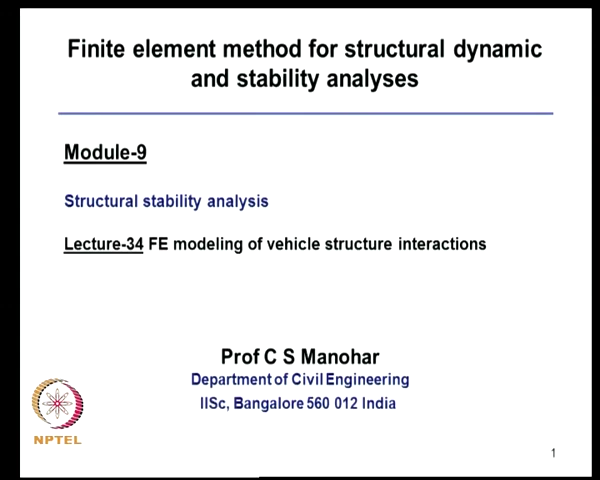 Finite element method for structural dynamic
and stability analyses
Module-9
Structural stability analysis
Lecture-34 FE modeling of vehicle structure interactions
Prof C S Manohar
Department of Civil Engineering
IISc, Bangalore 560 012 India
NPTEL
1